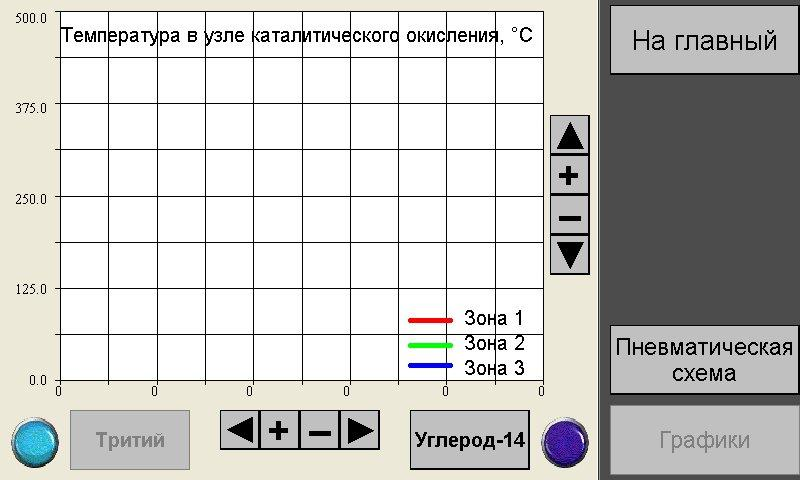 500.0
Температура в узле каталитического окисления, °C
На главный
375.0
+
250.0
–
125.0
Зона 1
Зона 2
Зона 3
Пневматическая
схема
0.0
0 0 0 0 0 0
Тритий
+ –
Углерод-14
Графики